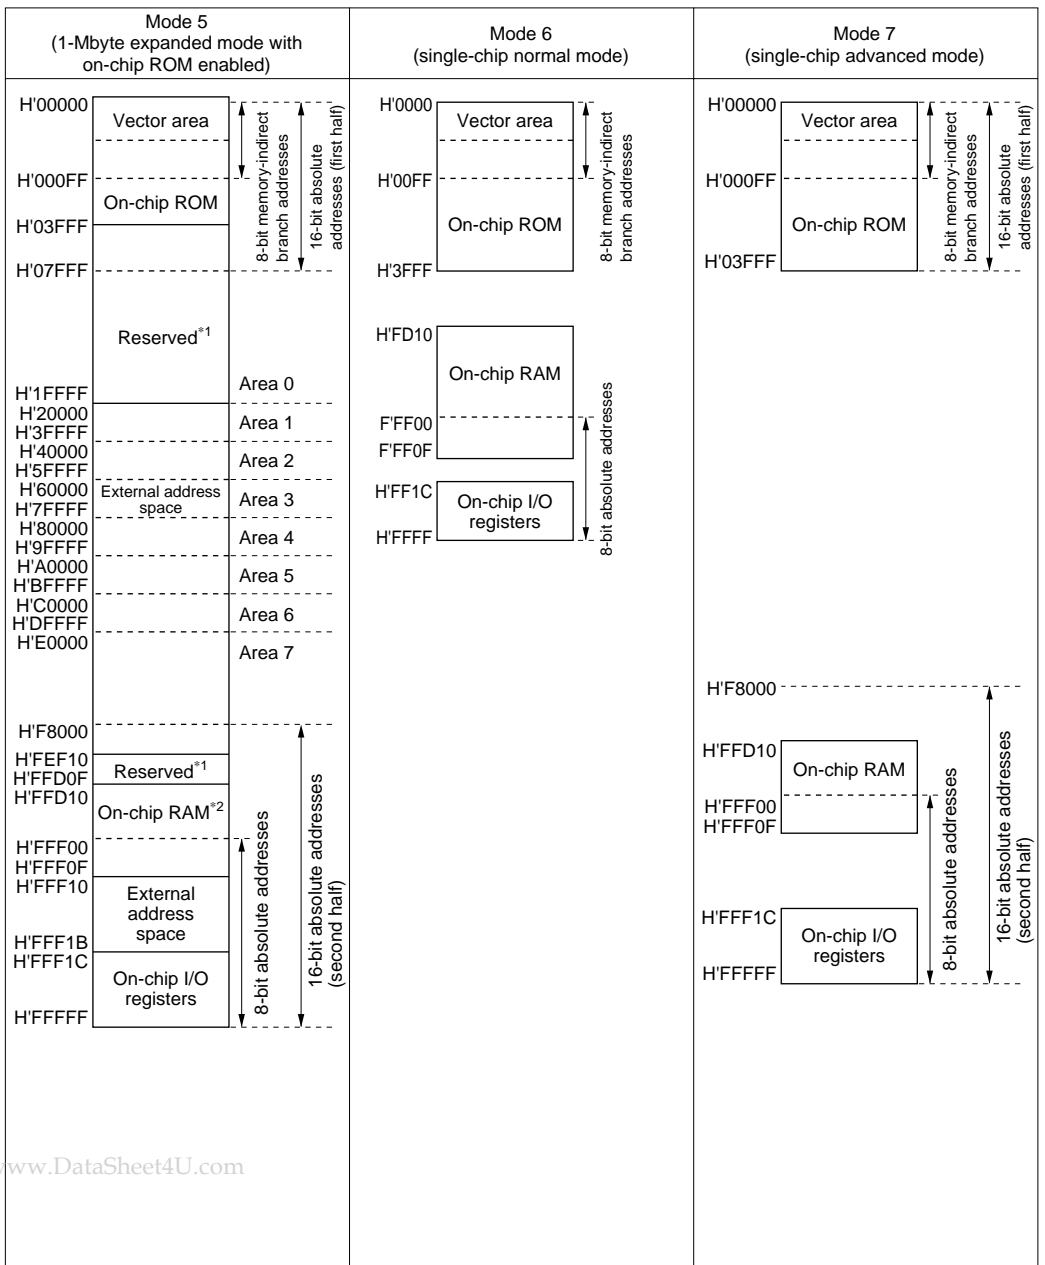 Mode 5
(1-Mbyte expanded mode with
on-chip ROM enabled)
H'00000
Vector area
H'000FF
On-chip ROM
H'03FFF
H'07FFF
8-bit memory-indirect
branch addresses
16-bit absolute
addresses (first half)
Reserved*1
H'1FFFF
Area 0
H'20000
H'3FFFF
Area 1
H'40000
H'5FFFF
Area 2
H'60000
H'7FFFF
External address
space
Area 3
H'80000
H'9FFFF
Area 4
H'A0000
H'BFFFF
Area 5
H'C0000
H'DFFFF
Area 6
H'E0000
Area 7
H'F8000
H'FEF10
H'FFD0F
Reserved*1
H'FFD10
On-chip RAM*2
H'FFF00
H'FFF0F
H'FFF10
External
address
space
H'FFF1B
H'FFF1C
On-chip I/O
registers
H'FFFFF
8-bit absolute addresses
16-bit absolute addresses
(second half)
Mode 6
(single-chip normal mode)
H'0000
Vector area
H'00FF
On-chip ROM
H'3FFF
8-bit memory-indirect
branch addresses
H'FD10
On-chip RAM
F'FF00
F'FF0F
H'FF1C
On-chip I/O
registers
H'FFFF
8-bit absolute addresses
Mode 7
(single-chip advanced mode)
H'00000
Vector area
H'000FF
On-chip ROM
H'03FFF
8-bit memory-indirect
branch addresses
16-bit absolute
addresses (first half)
H'F8000
H'FFD10
On-chip RAM
H'FFF00
H'FFF0F
H'FFF1C
On-chip I/O
registers
H'FFFFF
8-bit absolute addresses
16-bit absolute addresses
(second half)
www.DataSheet4U.com